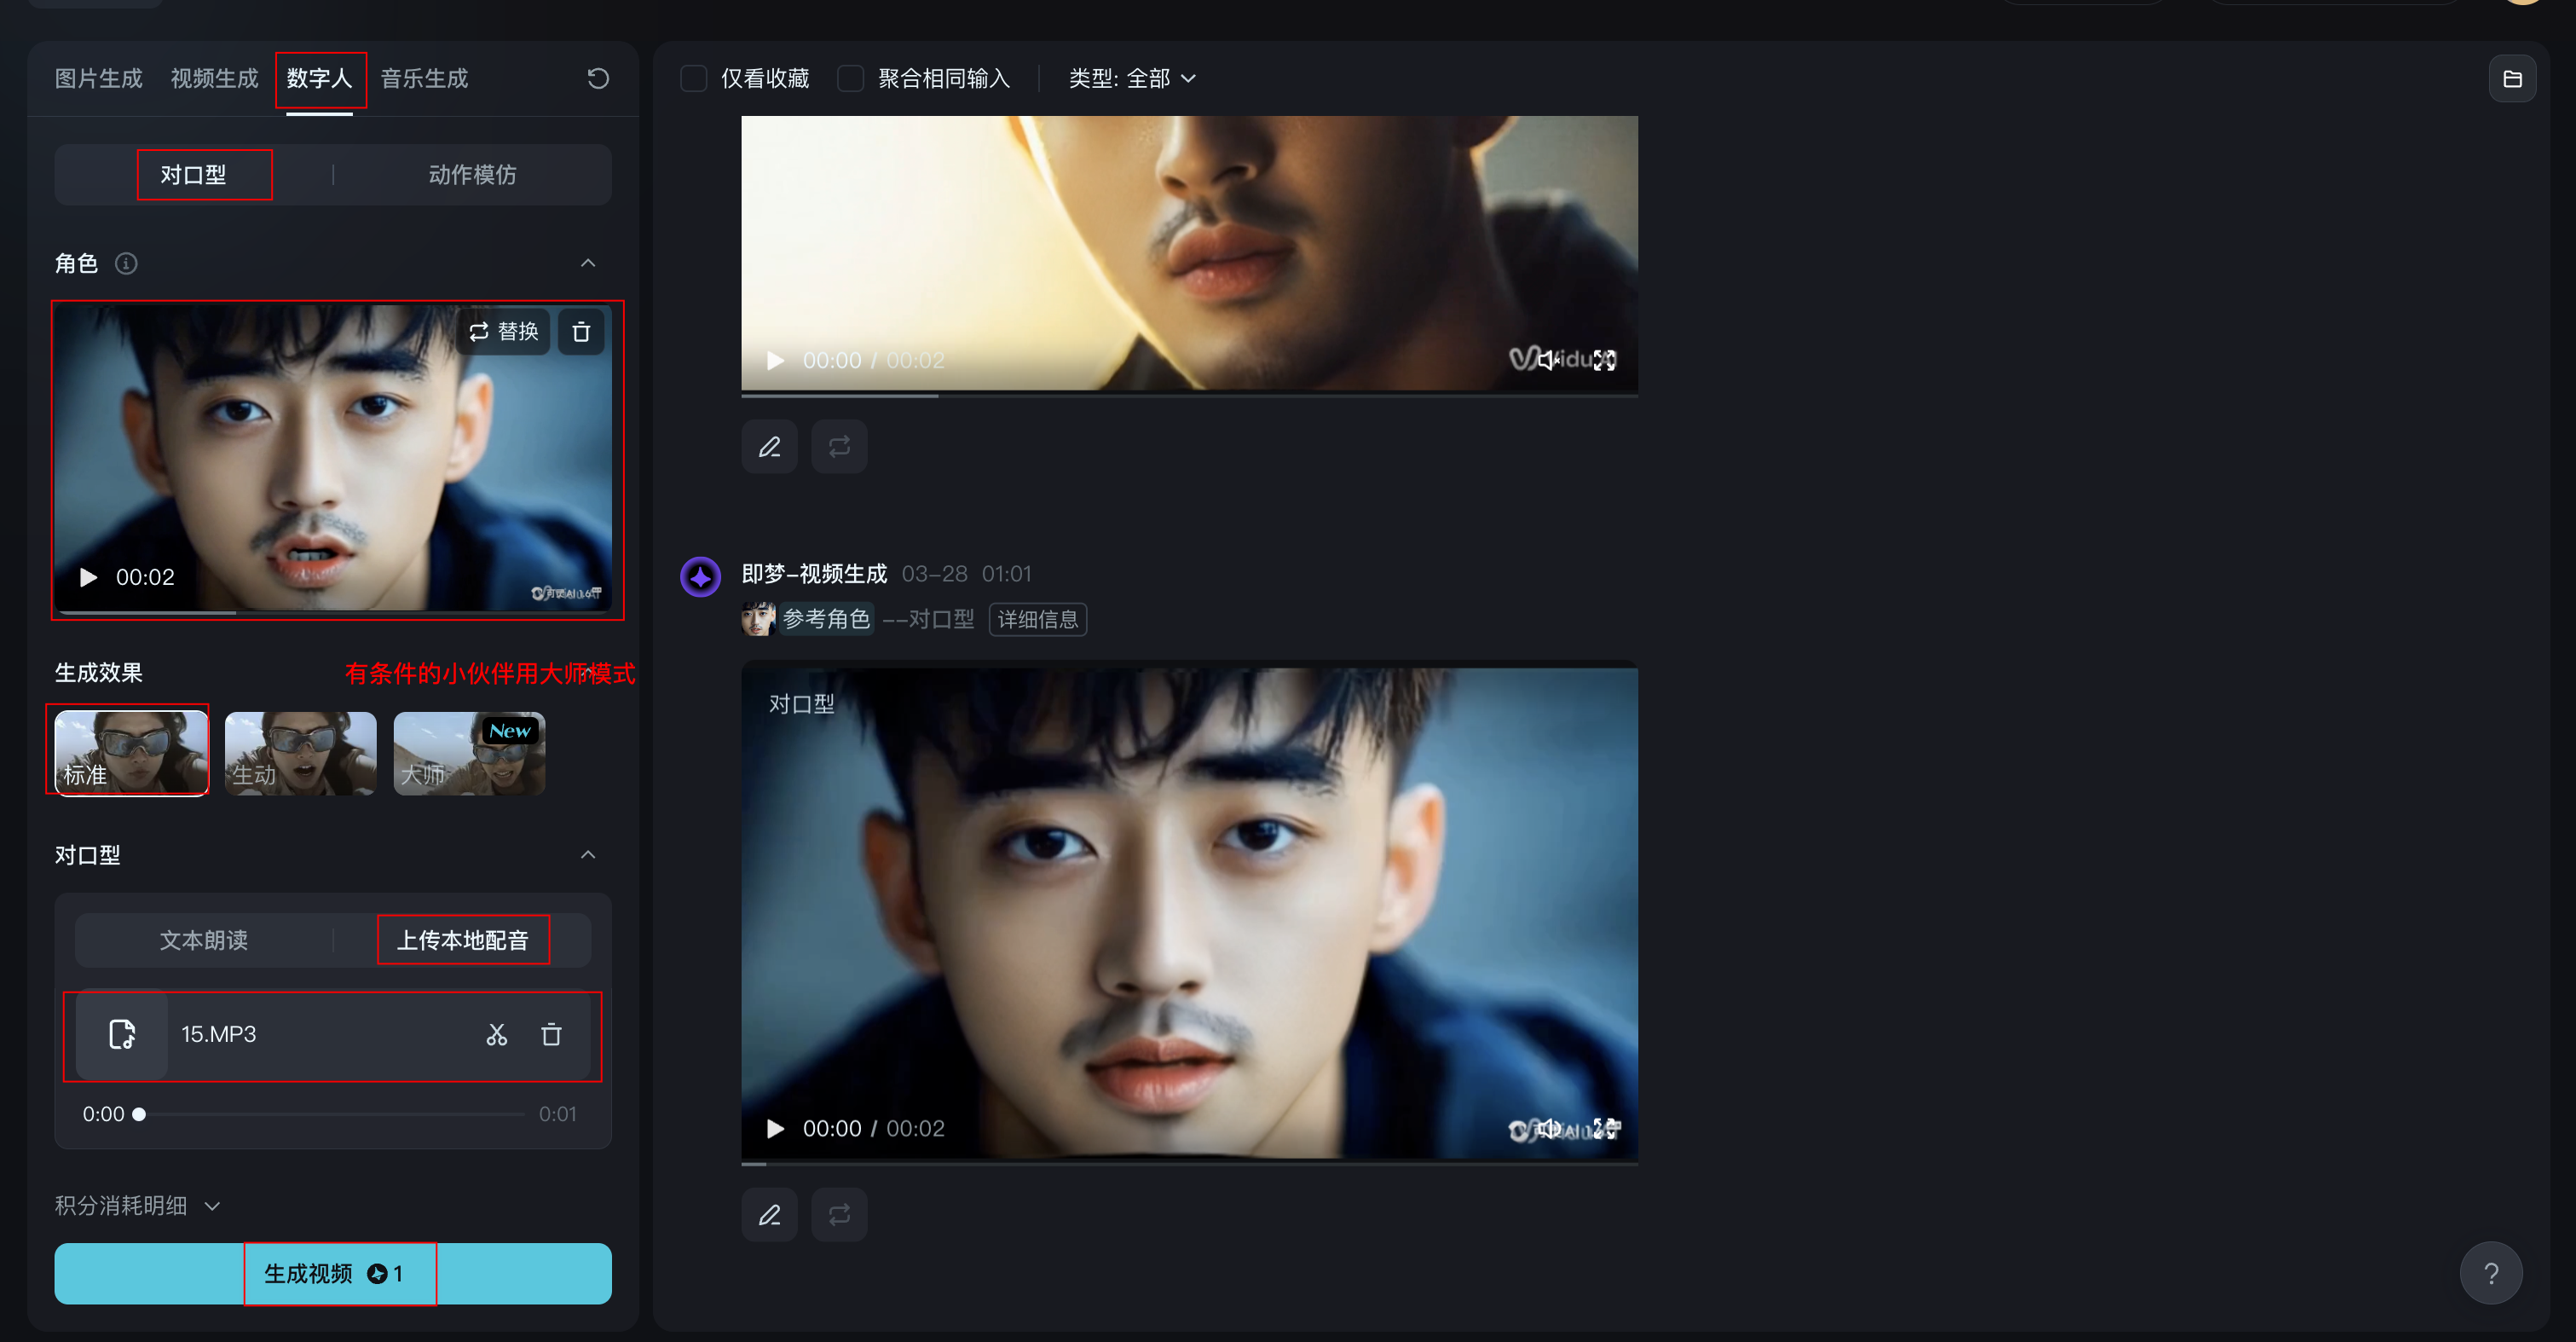 图片生成 视频生成 数字人 音乐生成
对口型 动作模仿
角色
替换
00:02
生成效果 有条件的小伙伴用大师模式
New
标准 生动 大师
对口型
文本朗读 上传本地配音
15.MP3
0:00 0:01
积分消耗明细
生成视频 1
仅看收藏 聚合相同输入 类型: 全部
00:00 / 00:02
即梦-视频生成 03-28 01:01
参考角色 --对口型 详细信息
对口型
00:00 / 00:02
?